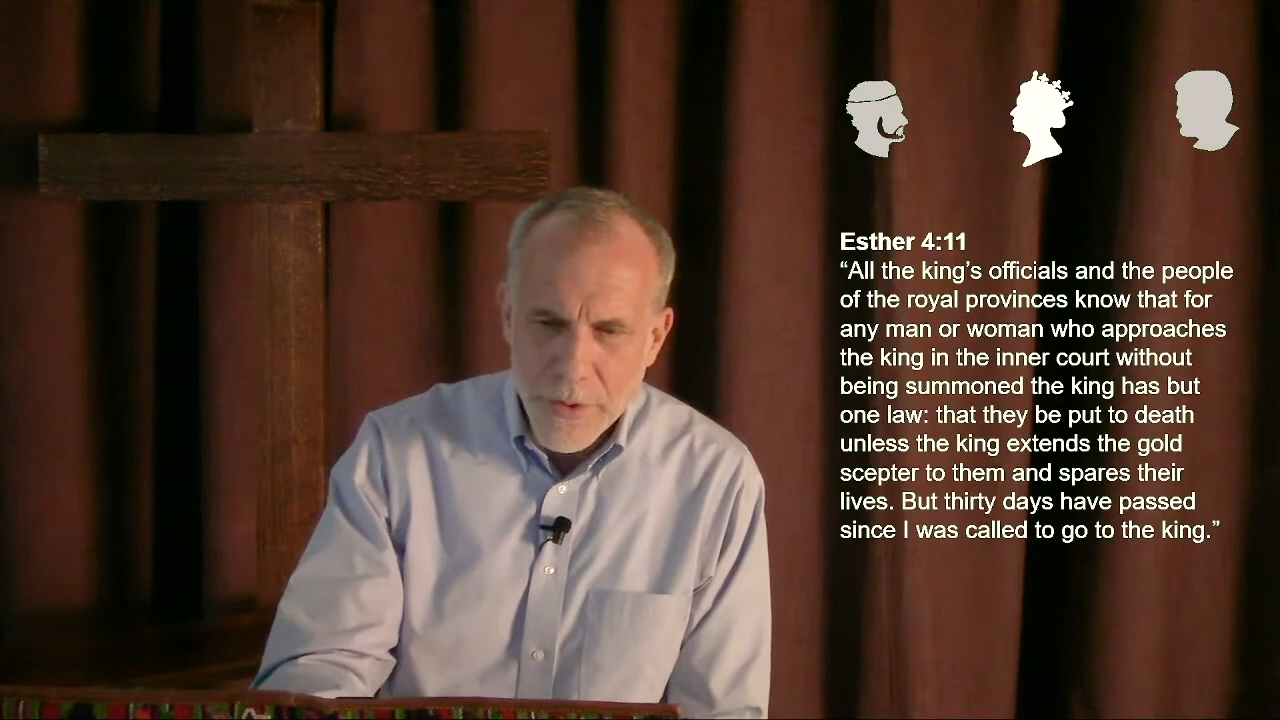 Esther 4:11
“All the king’s officials and the people
of the royal provinces know that for
any man or woman who approaches
the king in the inner court without
being summoned the king has but
one law: that they be put to death
unless the king extends the gold
scepter to them and spares their
lives. But thirty days have passed
since I was called to go to the king.”